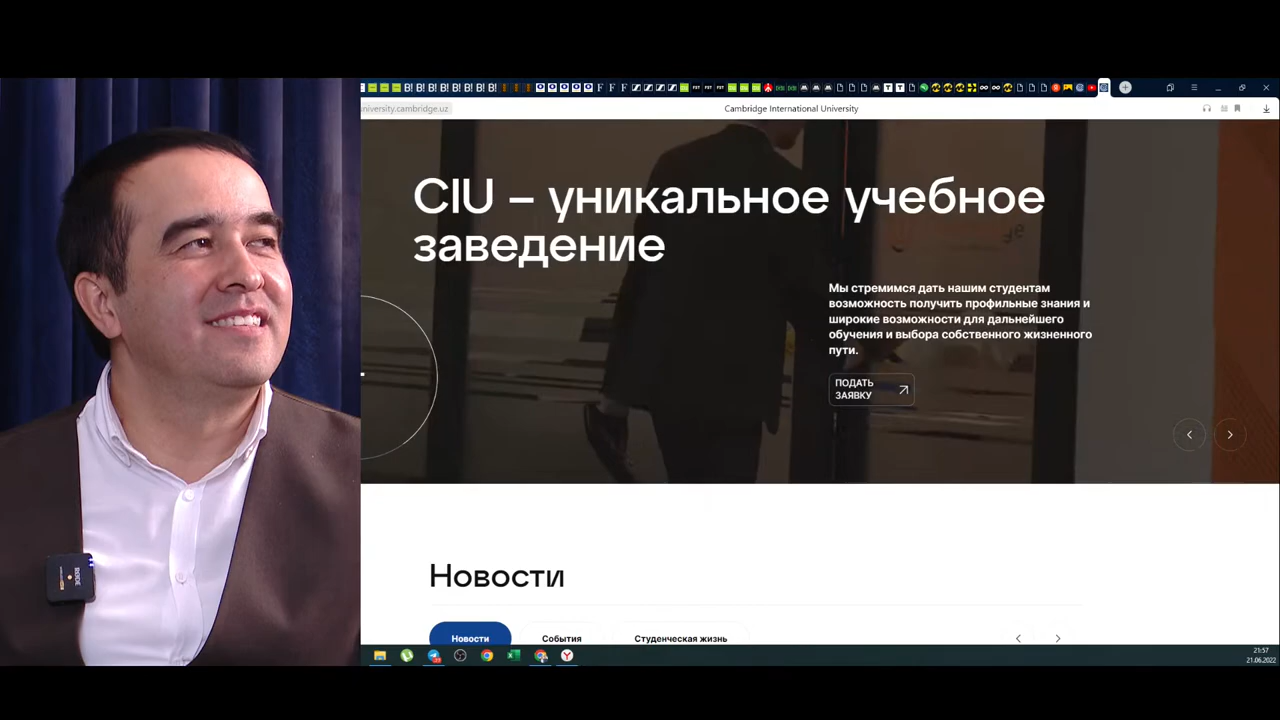 university.cambridge.uz
Cambridge International University
CIU – уникальное учебное
заведение
Мы стремимся дать нашим студентам
возможность получить профильные знания и
широкие возможности для дальнейшего
обучения и выбора собственного жизненного
пути.
ПОДАТЬ
ЗАЯВКУ
Новости
Новости
События
Студенческая жизнь
RODE
21:57
21.06.2022